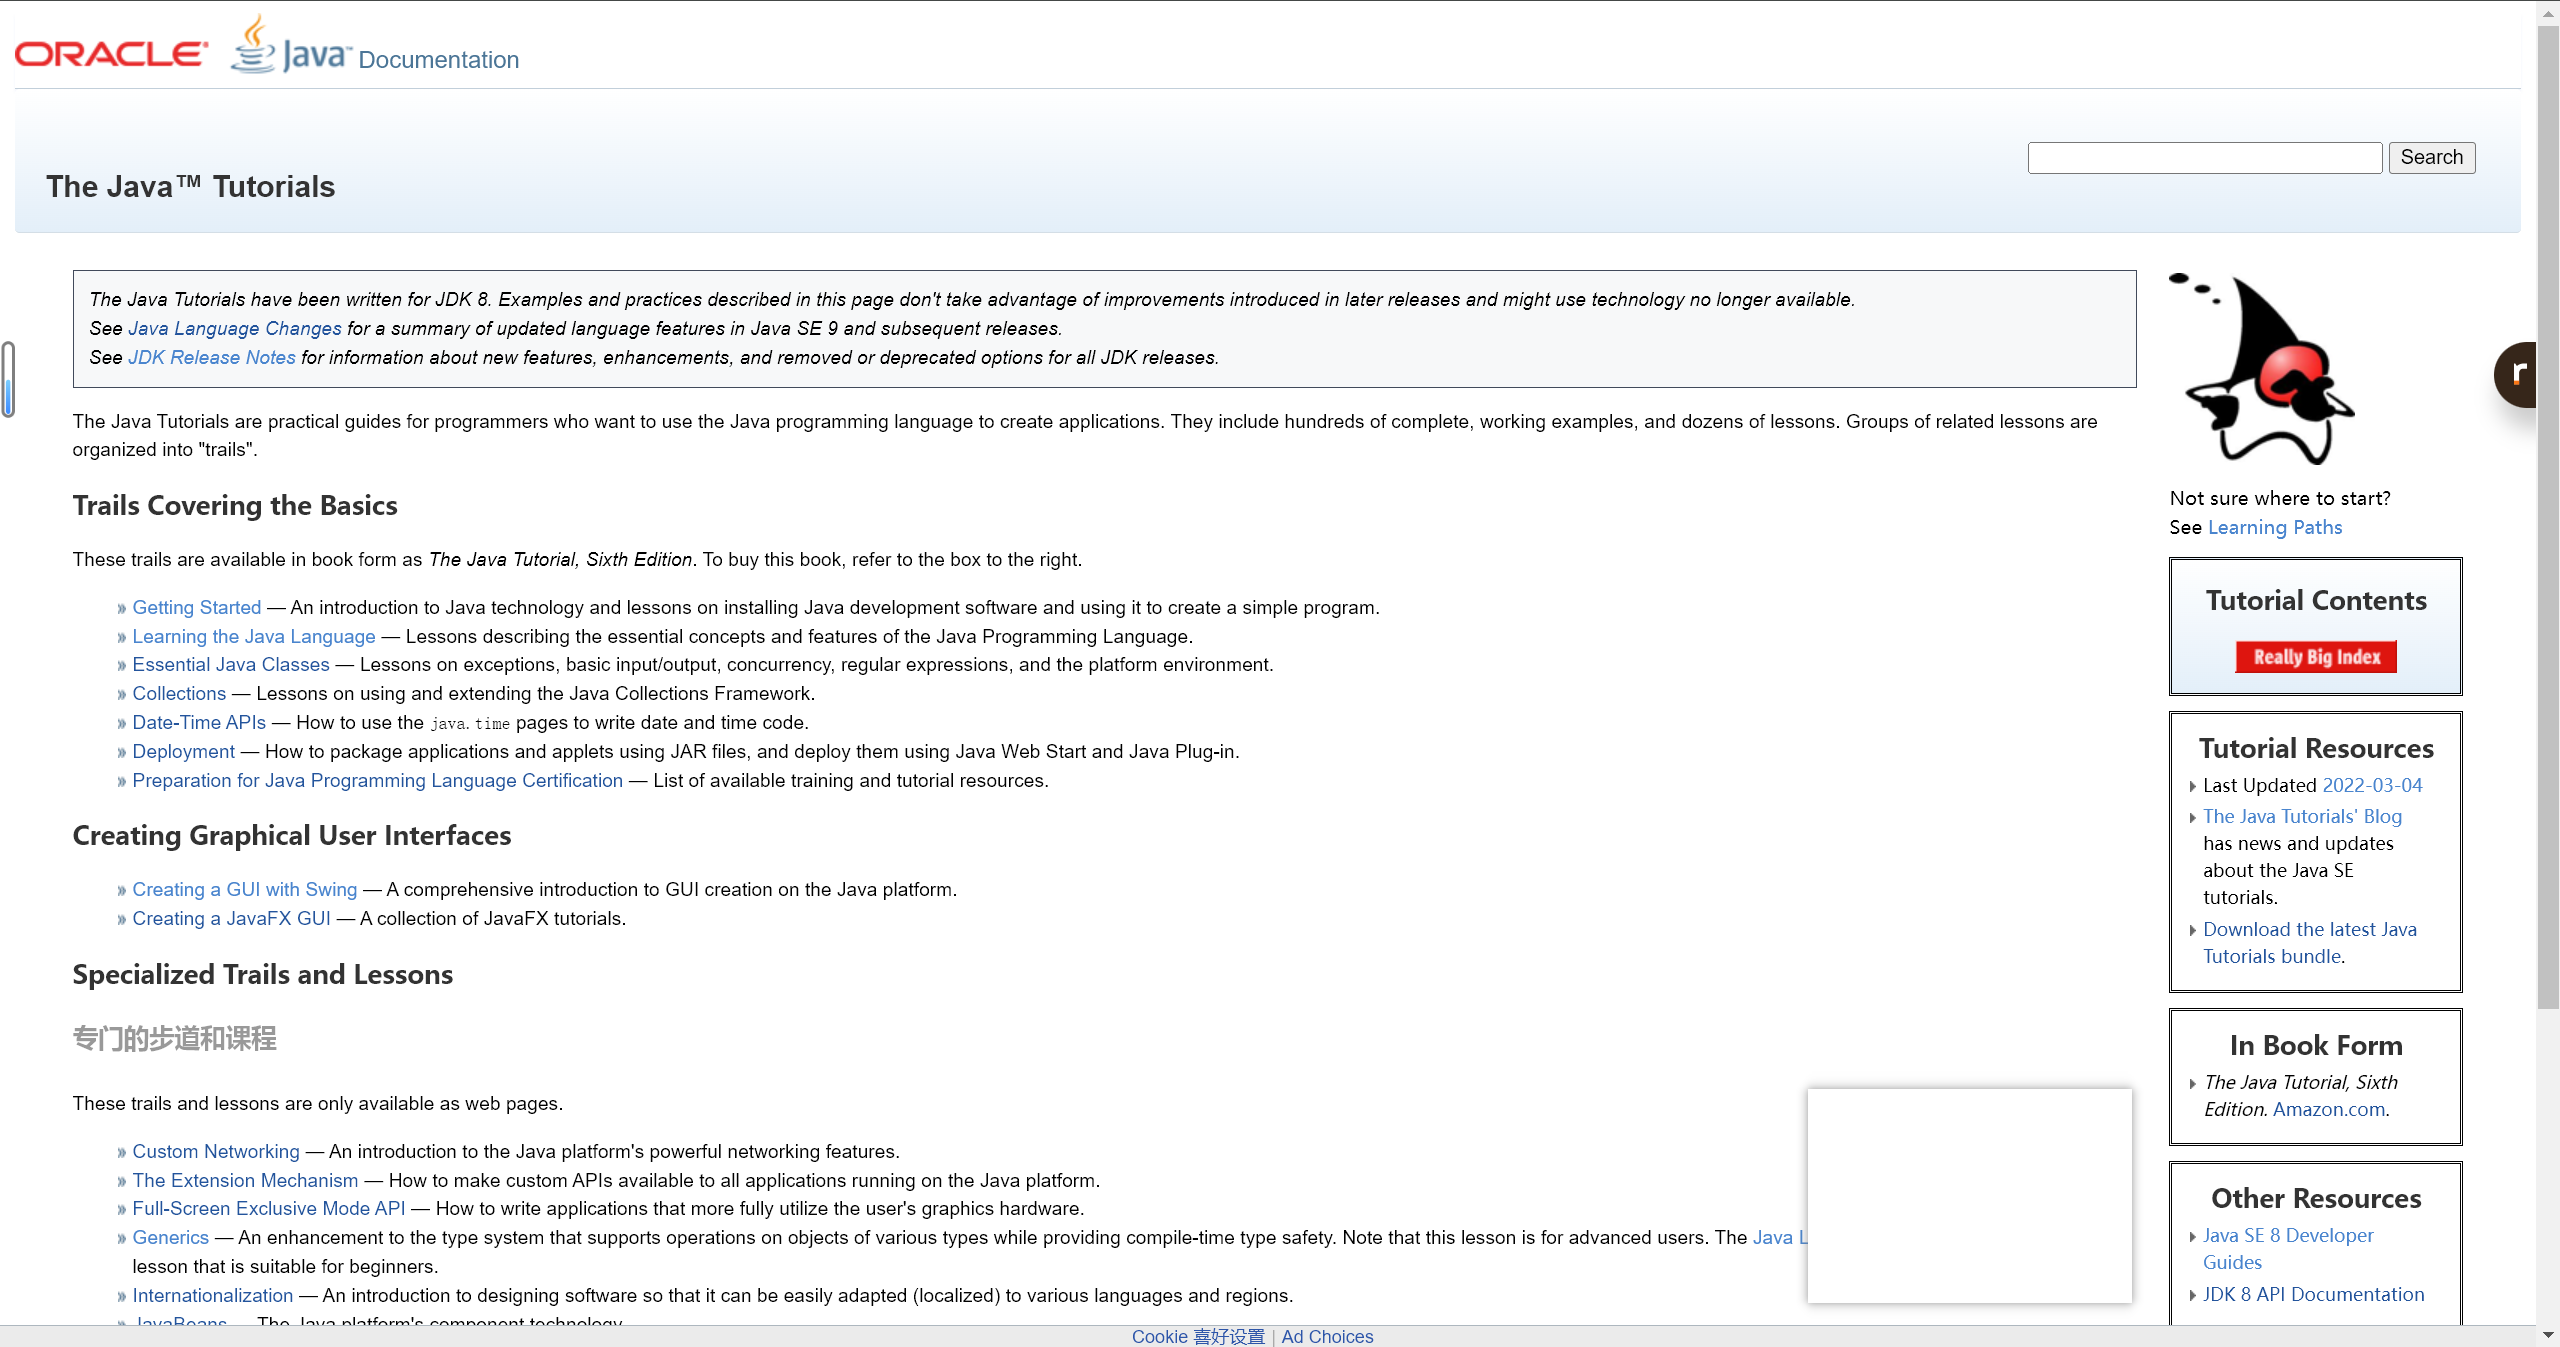 ORACLE Java™ Documentation
The Java™ Tutorials
Search
The Java Tutorials have been written for JDK 8. Examples and practices described in this page don't take advantage of improvements introduced in later releases and might use technology no longer available.
See Java Language Changes for a summary of updated language features in Java SE 9 and subsequent releases.
See JDK Release Notes for information about new features, enhancements, and removed or deprecated options for all JDK releases.
The Java Tutorials are practical guides for programmers who want to use the Java programming language to create applications. They include hundreds of complete, working examples, and dozens of lessons. Groups of related lessons are
organized into "trails".
Trails Covering the Basics
These trails are available in book form as The Java Tutorial, Sixth Edition. To buy this book, refer to the box to the right.
» Getting Started — An introduction to Java technology and lessons on installing Java development software and using it to create a simple program.
» Learning the Java Language — Lessons describing the essential concepts and features of the Java Programming Language.
» Essential Java Classes — Lessons on exceptions, basic input/output, concurrency, regular expressions, and the platform environment.
» Collections — Lessons on using and extending the Java Collections Framework.
» Date-Time APIs — How to use the java.time pages to write date and time code.
» Deployment — How to package applications and applets using JAR files, and deploy them using Java Web Start and Java Plug-in.
» Preparation for Java Programming Language Certification — List of available training and tutorial resources.
Creating Graphical User Interfaces
» Creating a GUI with Swing — A comprehensive introduction to GUI creation on the Java platform.
» Creating a JavaFX GUI — A collection of JavaFX tutorials.
Specialized Trails and Lessons
专门的步道和课程
These trails and lessons are only available as web pages.
» Custom Networking — An introduction to the Java platform's powerful networking features.
» The Extension Mechanism — How to make custom APIs available to all applications running on the Java platform.
» Full-Screen Exclusive Mode API — How to write applications that more fully utilize the user's graphics hardware.
» Generics — An enhancement to the type system that supports operations on objects of various types while providing compile-time type safety. Note that this lesson is for advanced users. The Java L
lesson that is suitable for beginners.
» Internationalization — An introduction to designing software so that it can be easily adapted (localized) to various languages and regions.
» JavaBeans — The Java platform's component technology.
Not sure where to start?
See Learning Paths
Tutorial Contents
Really Big Index
Tutorial Resources
Last Updated 2022-03-04
The Java Tutorials' Blog
has news and updates
about the Java SE
tutorials.
Download the latest Java
Tutorials bundle.
In Book Form
The Java Tutorial, Sixth
Edition. Amazon.com.
Other Resources
Java SE 8 Developer
Guides
JDK 8 API Documentation
r
Cookie 喜好设置 | Ad Choices